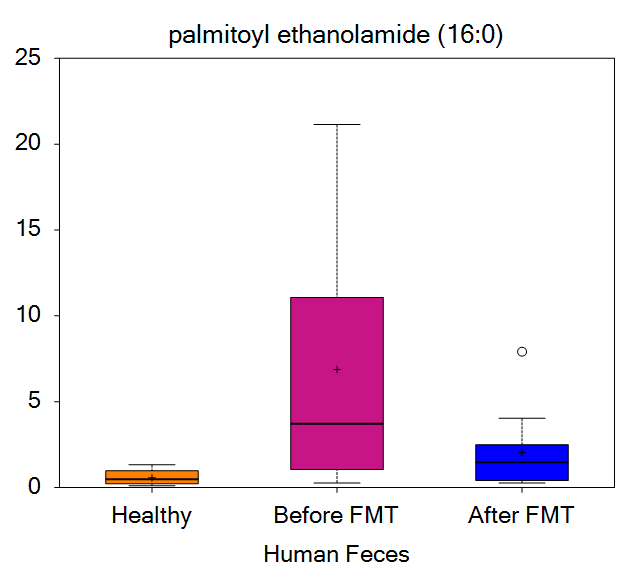 palmitoyl ethanolamide (16:0)
25
20
15
10
5
0
Healthy Before FMT After FMT
Human Feces